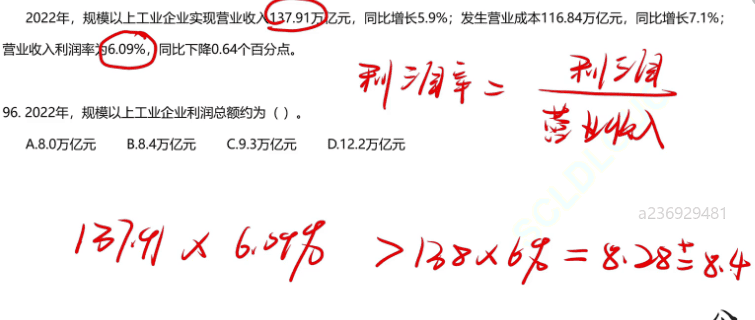 2022年，规模以上工业企业实现营业收入137.91万亿元，同比增长5.9%；发生营业成本116.84万亿元，同比增长7.1%；
营业收入利润率为6.09%，同比下降0.64个百分点。
利润率 = 利润
营业收入
96. 2022年，规模以上工业企业利润总额约为（ ）。
A.8.0万亿元 B.8.4万亿元 C.9.3万亿元 D.12.2万亿元
a236929481
137.91 × 6.09% > 138×6% = 8.28 ± 8.4